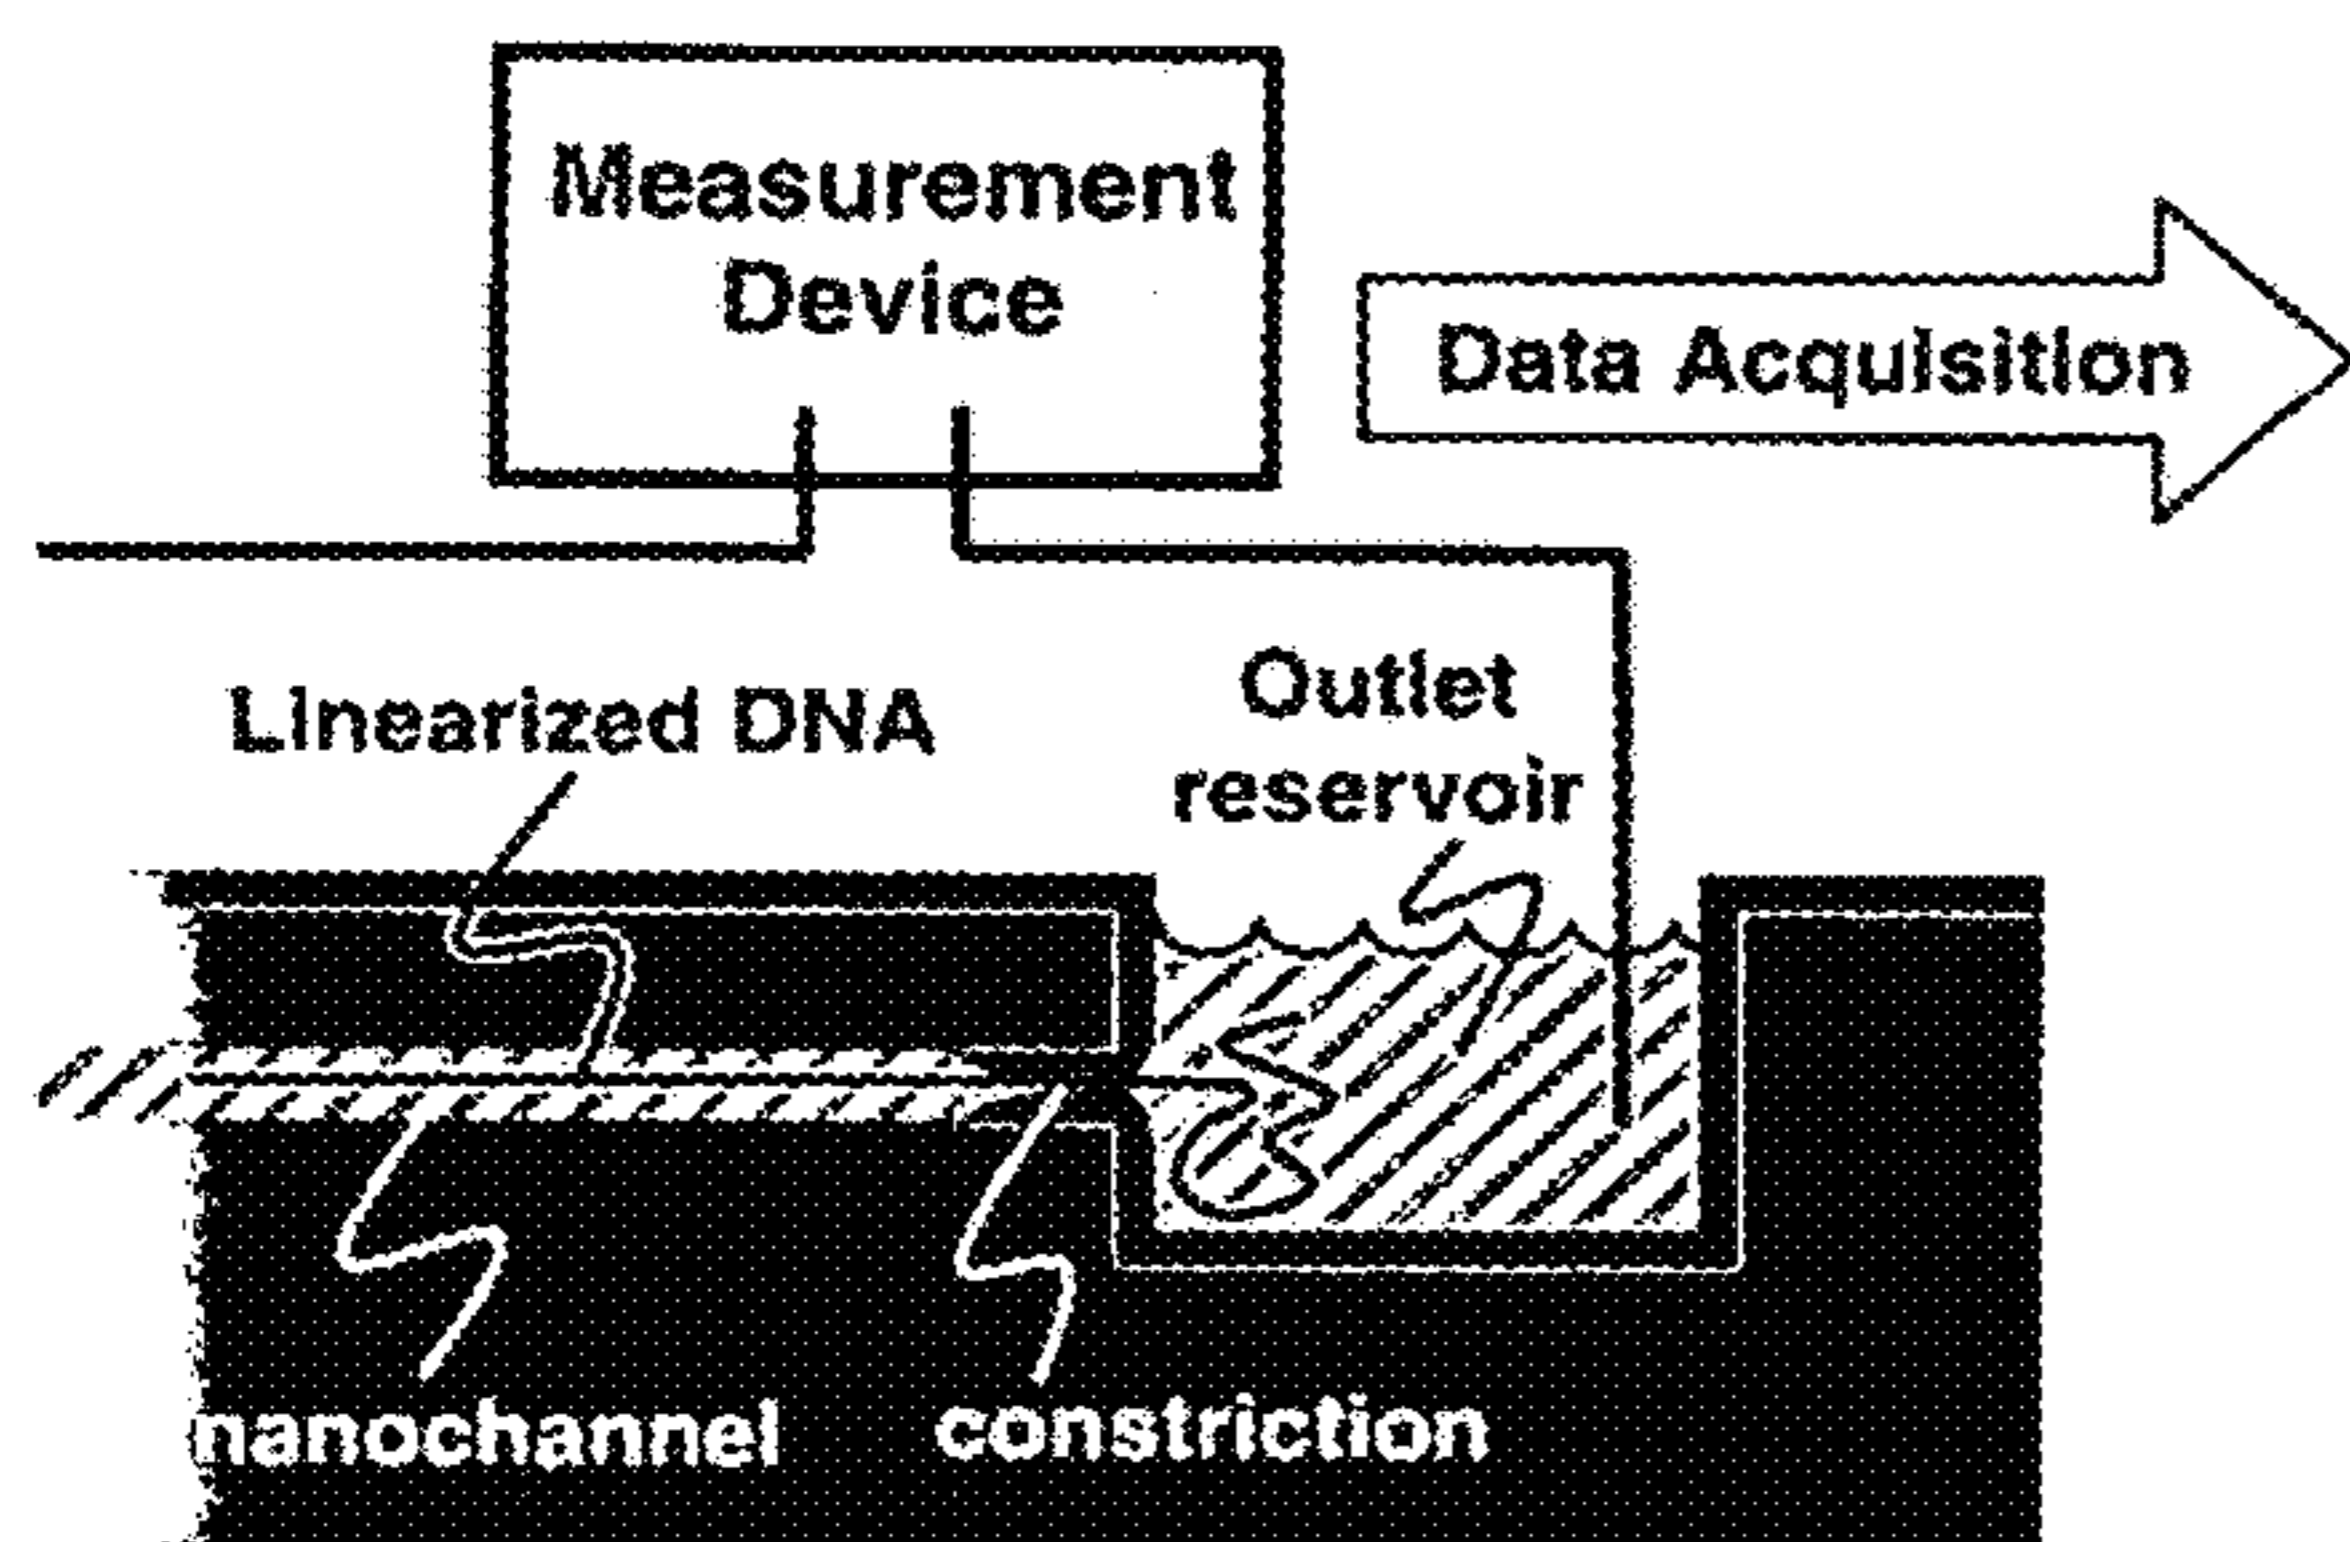 Measurement
Device
Data Acquisition
Linearized DNA
Outlet
reservoir
nanochannel
constriction